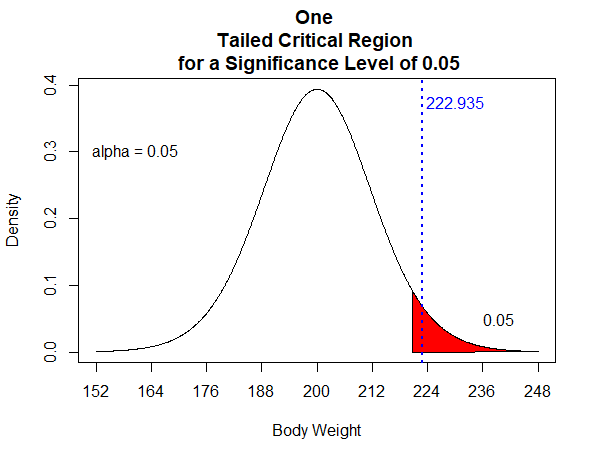 One
Tailed Critical Region
for a Significance Level of 0.05
222.935
alpha = 0.05
0.05
Density
0.0
0.1
0.2
0.3
0.4
152 164 176 188 200 212 224 236 248
Body Weight